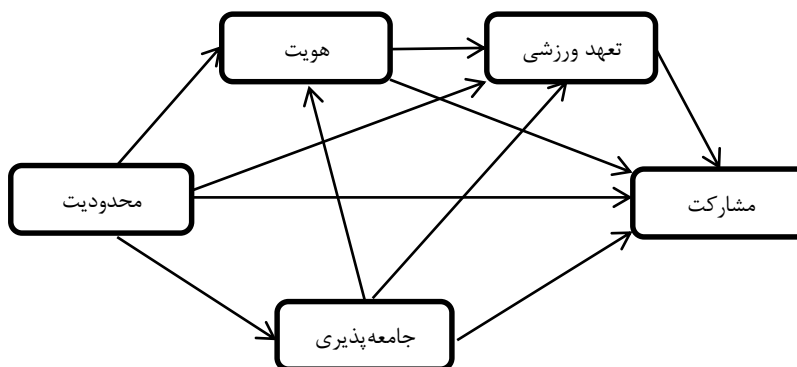 هویت
تعهد ورزشی
محدودیت
مشارکت
جامعه‌پذیری